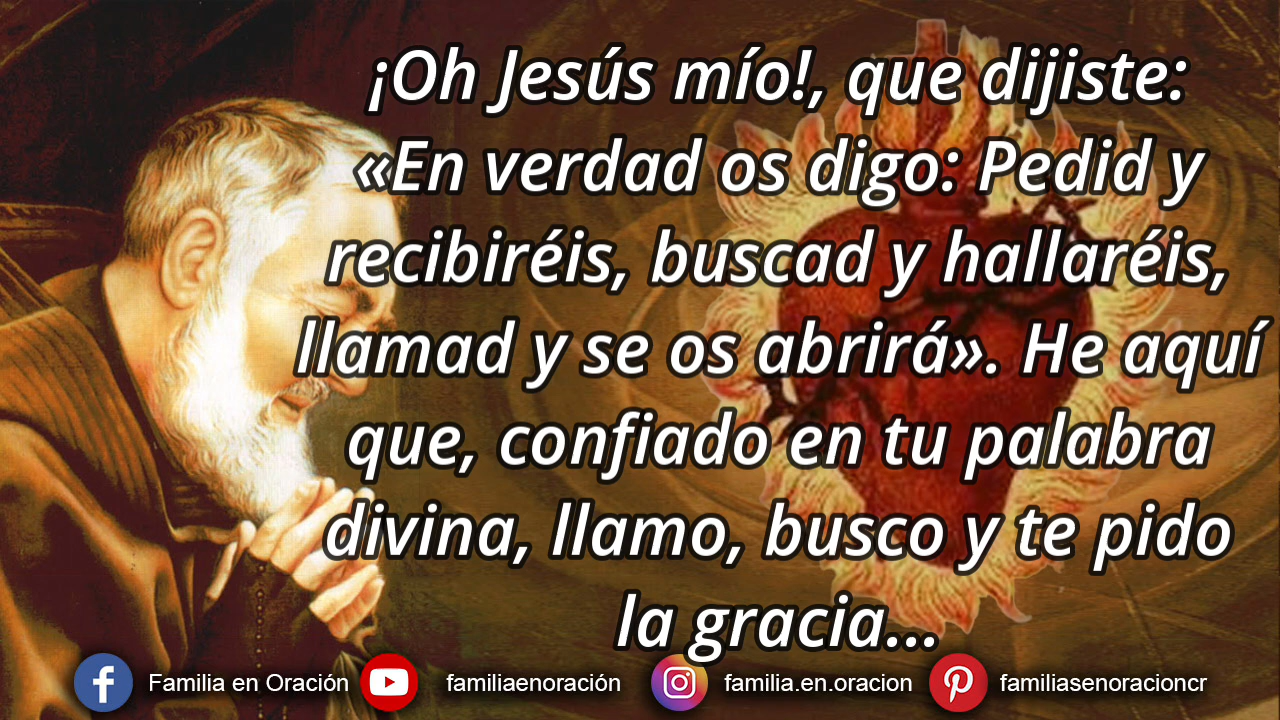 ¡Oh Jesús mío!, que dijiste:
«En verdad os digo: Pedid y
recibiréis, buscad y hallaréis,
llamad y se os abrirá». He aquí
que, confiado en tu palabra
divina, llamo, busco y te pido
la gracia...
Familia en Oración familiaenoración familia.en.oracion familiasenoracioncr